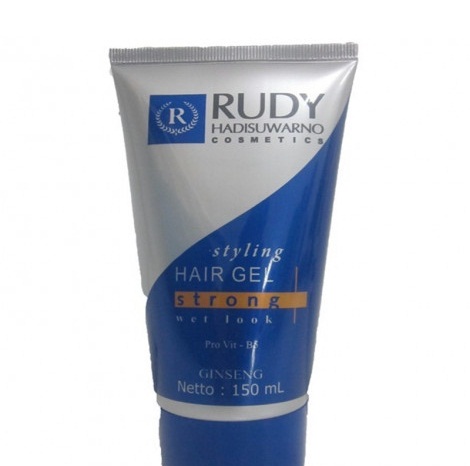 R
RUDY
HADISUWARNO
COSMETICS
styling
HAIR GEL
strong
wet look
Pro Vit - B5
GINSENG
Netto : 150 mL